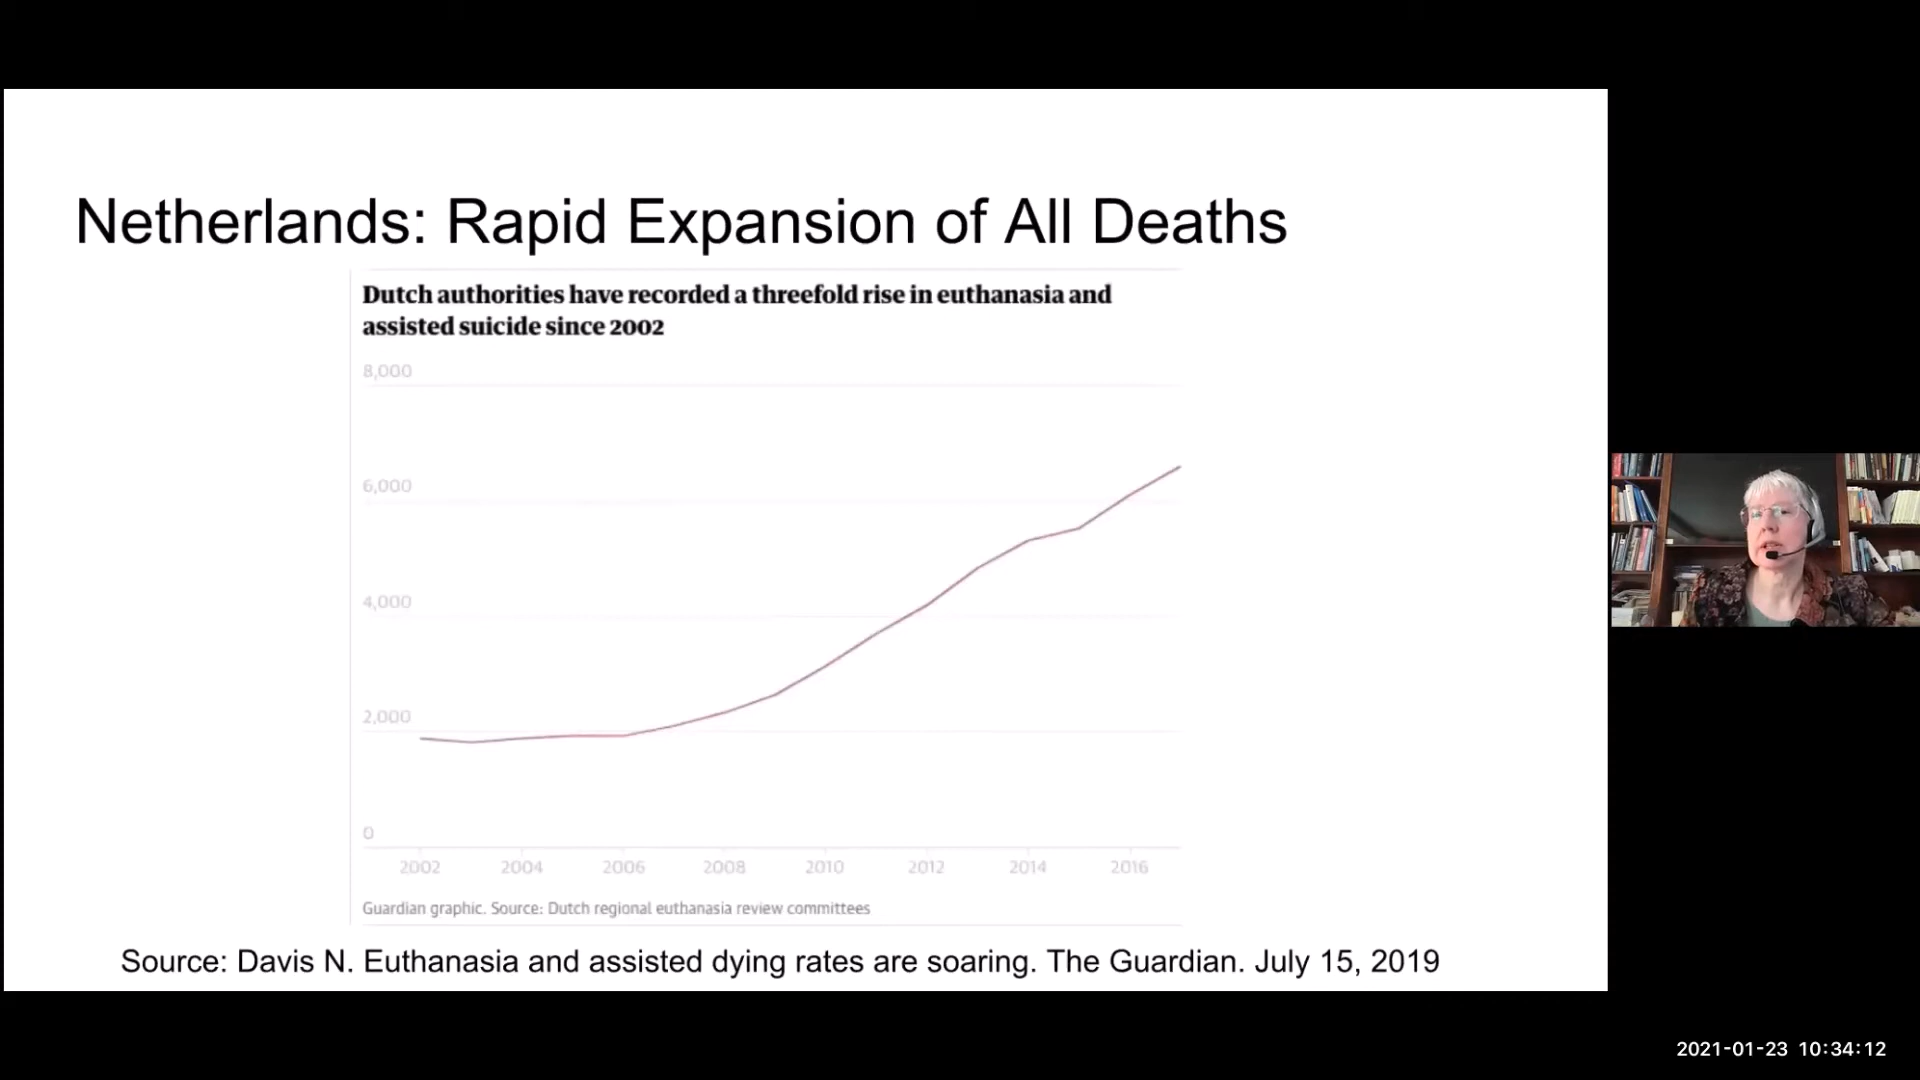 Netherlands: Rapid Expansion of All Deaths
Dutch authorities have recorded a threefold rise in euthanasia and
assisted suicide since 2002
8,000
6,000
4,000
2,000
0
2002 2004 2006 2008 2010 2012 2014 2016
Guardian graphic. Source: Dutch regional euthanasia review committees
Source: Davis N. Euthanasia and assisted dying rates are soaring. The Guardian. July 15, 2019
2021-01-23 10:34:12